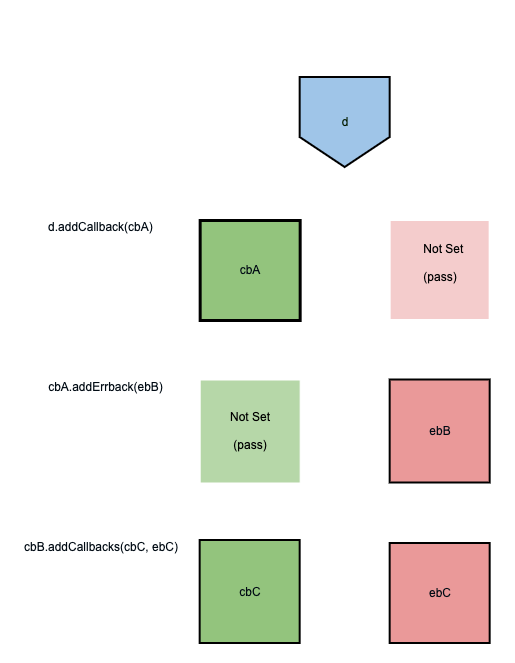 d
d.addCallback(cbA)
cbA
Not Set
(pass)
cbA.addErrback(ebB)
Not Set
(pass)
ebB
cbB.addCallbacks(cbC, ebC)
cbC
ebC